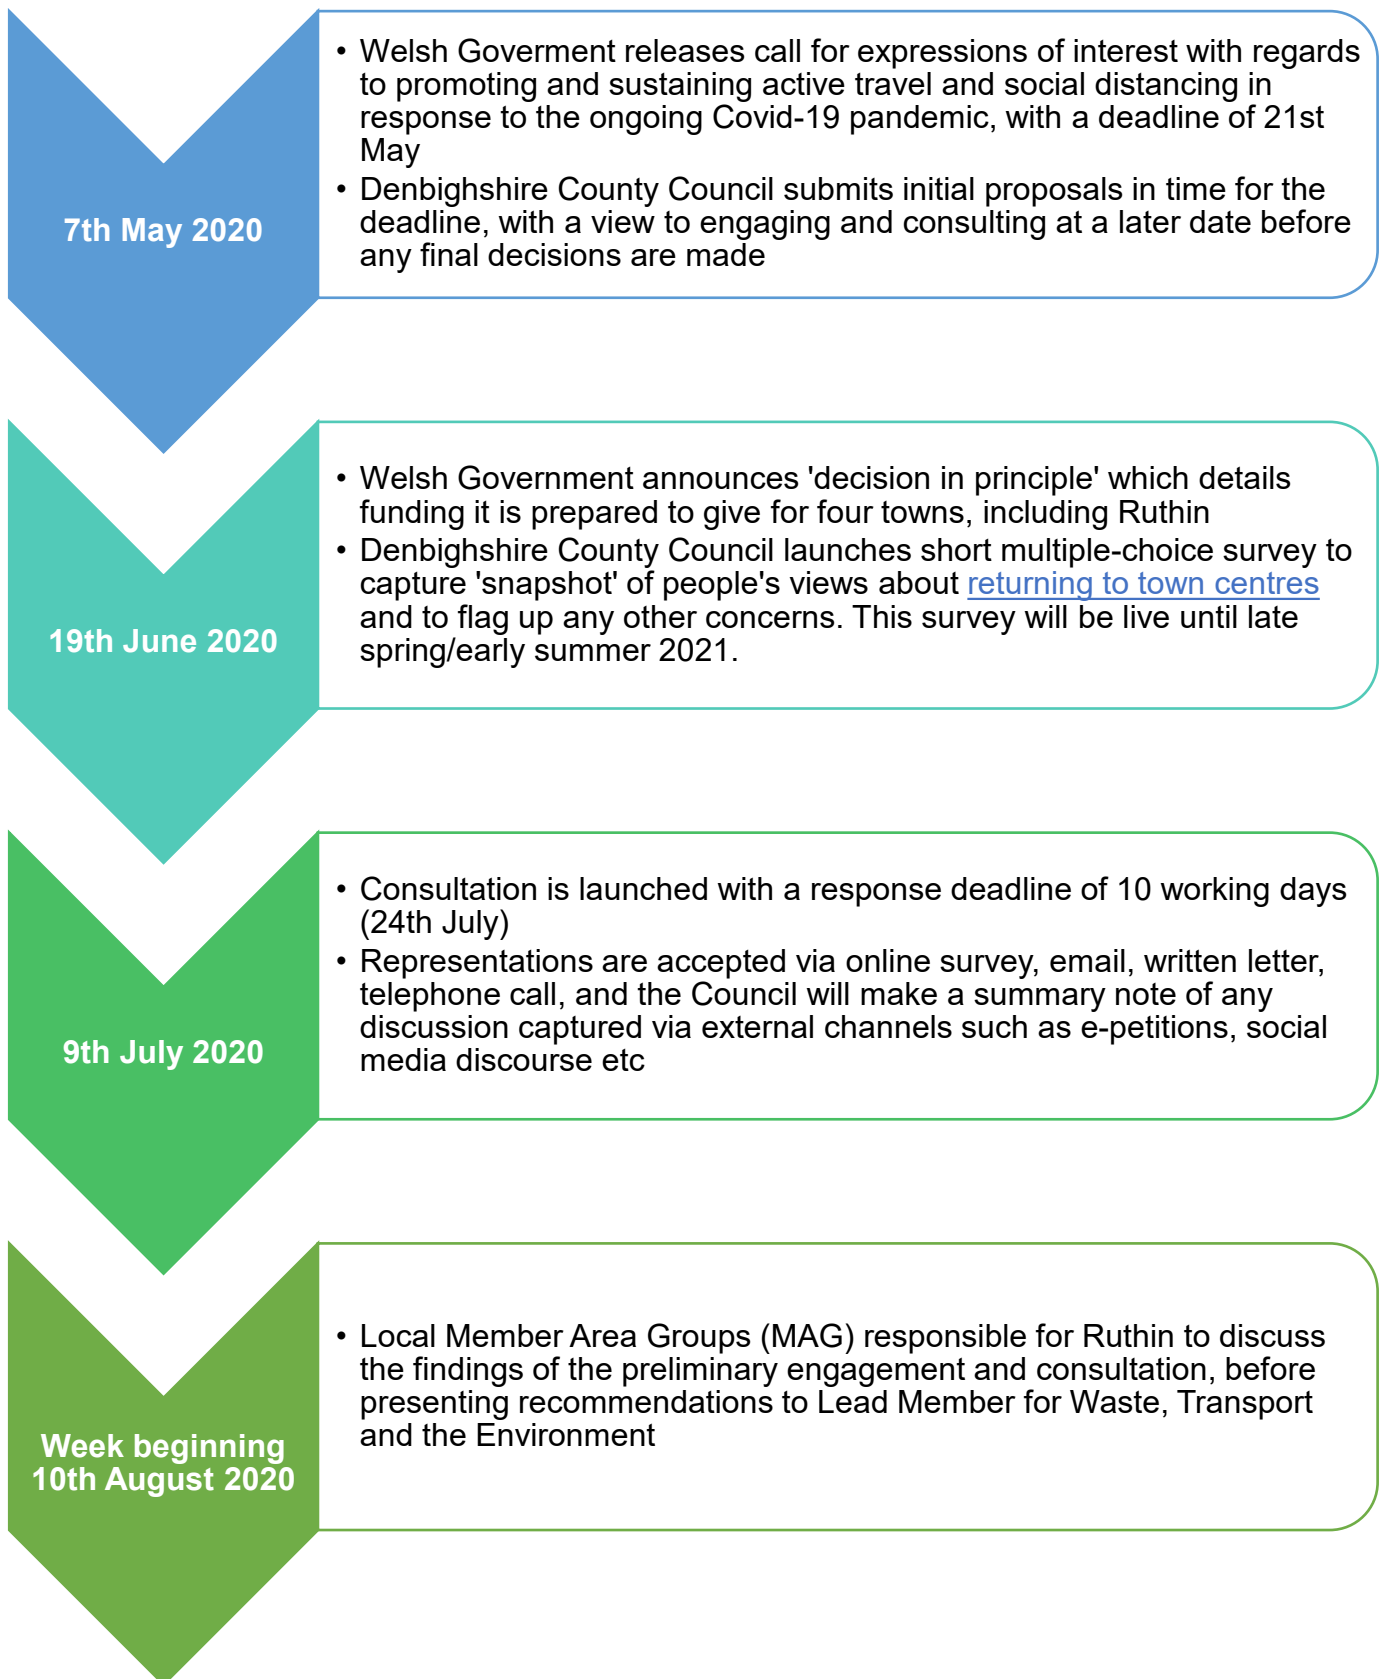 7th May 2020
• Welsh Goverment releases call for expressions of interest with regards
to promoting and sustaining active travel and social distancing in
response to the ongoing Covid-19 pandemic, with a deadline of 21st
May
• Denbighshire County Council submits initial proposals in time for the
deadline, with a view to engaging and consulting at a later date before
any final decisions are made
19th June 2020
• Welsh Government announces 'decision in principle' which details
funding it is prepared to give for four towns, including Ruthin
• Denbighshire County Council launches short multiple-choice survey to
capture 'snapshot' of people's views about returning to town centres
and to flag up any other concerns. This survey will be live until late
spring/early summer 2021.
9th July 2020
• Consultation is launched with a response deadline of 10 working days
(24th July)
• Representations are accepted via online survey, email, written letter,
telephone call, and the Council will make a summary note of any
discussion captured via external channels such as e-petitions, social
media discourse etc
Week beginning
10th August 2020
• Local Member Area Groups (MAG) responsible for Ruthin to discuss
the findings of the preliminary engagement and consultation, before
presenting recommendations to Lead Member for Waste, Transport
and the Environment